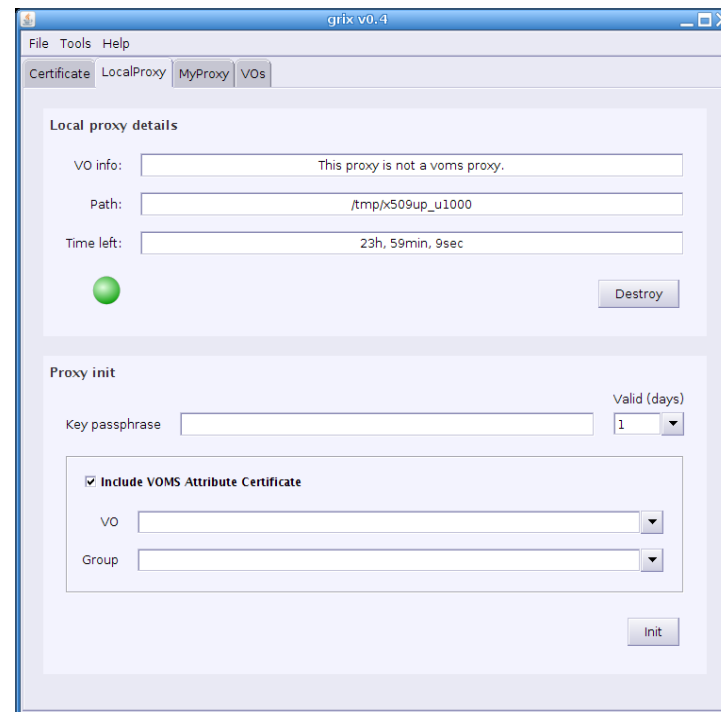 grix v0.4
File Tools Help
Certificate LocalProxy MyProxy VOs
Local proxy details
VO info: This proxy is not a voms proxy.
Path: /tmp/x509up_u1000
Time left: 23h, 59min, 9sec
Destroy
Proxy init
Valid (days)
Key passphrase 1
Include VOMS Attribute Certificate
VO
Group
Init